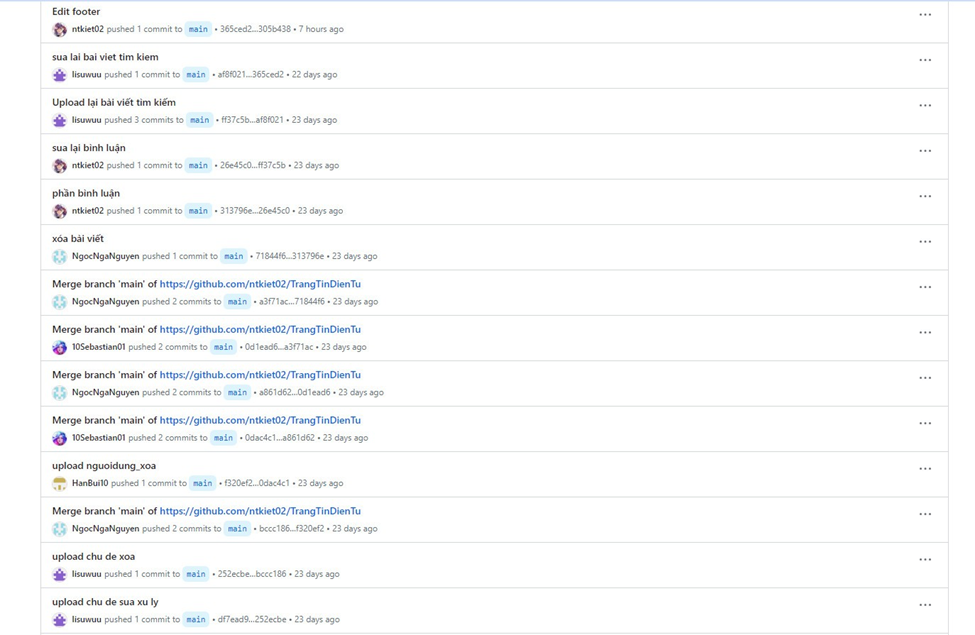 Edit footer
ntkiet02 pushed 1 commit to main • 365ced2...305b438 • 7 hours ago
sua lai bai viet tim kiem
lisuwuu pushed 1 commit to main • af8f021...365ced2 • 22 days ago
Upload lại bài viết tìm kiếm
lisuwuu pushed 3 commits to main • ff37c5b...af8f021 • 23 days ago
sua lại bình luận
ntkiet02 pushed 1 commit to main • 26e45c0...ff37c5b • 23 days ago
phần bình luận
ntkiet02 pushed 1 commit to main • 313796e...26e45c0 • 23 days ago
xóa bài viết
NgocNgaNguyen pushed 1 commit to main • 71844f6...313796e • 23 days ago
Merge branch 'main' of https://github.com/ntkiet02/TrangTinDienTu
NgocNgaNguyen pushed 2 commits to main • a3f71ac...71844f6 • 23 days ago
Merge branch 'main' of https://github.com/ntkiet02/TrangTinDienTu
10Sebastian01 pushed 2 commits to main • 0d1ead6...a3f71ac • 23 days ago
Merge branch 'main' of https://github.com/ntkiet02/TrangTinDienTu
NgocNgaNguyen pushed 2 commits to main • a861d62...0d1ead6 • 23 days ago
Merge branch 'main' of https://github.com/ntkiet02/TrangTinDienTu
10Sebastian01 pushed 2 commits to main • 0dac4c1...a861d62 • 23 days ago
upload nguoidung_xoa
HanBui10 pushed 1 commit to main • f320ef2...0dac4c1 • 23 days ago
Merge branch 'main' of https://github.com/ntkiet02/TrangTinDienTu
NgocNgaNguyen pushed 2 commits to main • bccc186...f320ef2 • 23 days ago
upload chu de xoa
lisuwuu pushed 1 commit to main • 252ecbe...bccc186 • 23 days ago
upload chu de sua xu ly
lisuwuu pushed 1 commit to main • df7ead9...252ecbe • 23 days ago